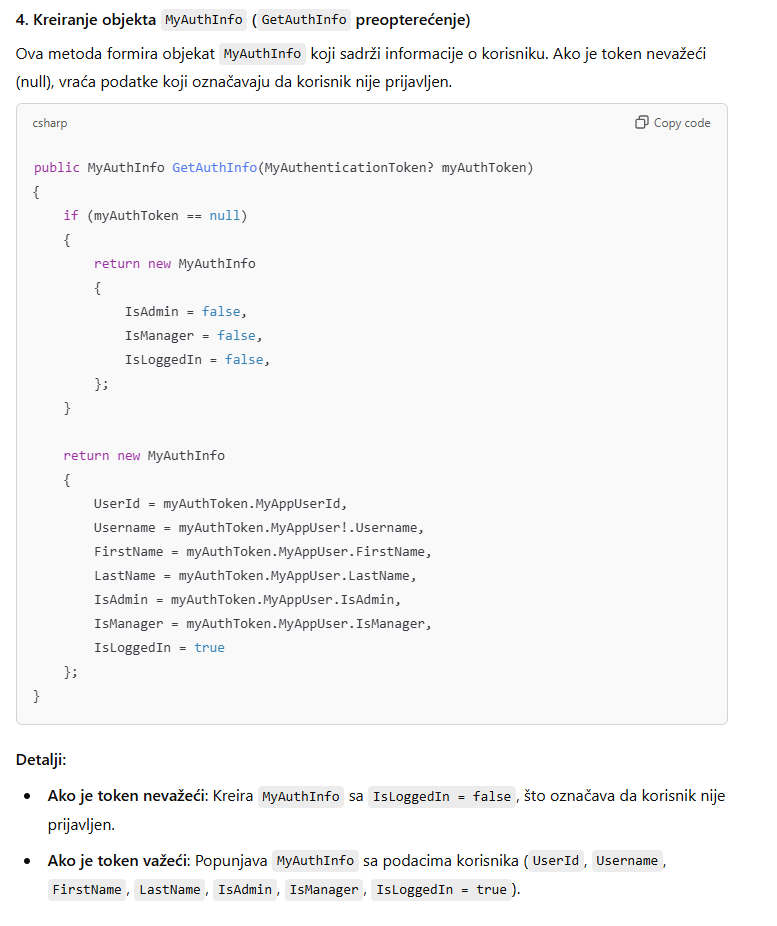 4. Kreiranje objekta MyAuthInfo ( GetAuthInfo preopterećenje)
Ova metoda formira objekat MyAuthInfo koji sadrži informacije o korisniku. Ako je token nevažeći
(null), vraća podatke koji označavaju da korisnik nije prijavljen.
csharp
Copy code
public MyAuthInfo GetAuthInfo(MyAuthenticationToken? myAuthToken)
{
    if (myAuthToken == null)
    {
        return new MyAuthInfo
        {
            IsAdmin = false,
            IsManager = false,
            IsLoggedIn = false,
        };
    }

    return new MyAuthInfo
    {
        UserId = myAuthToken.MyAppUserId,
        Username = myAuthToken.MyAppUser!.Username,
        FirstName = myAuthToken.MyAppUser.FirstName,
        LastName = myAuthToken.MyAppUser.LastName,
        IsAdmin = myAuthToken.MyAppUser.IsAdmin,
        IsManager = myAuthToken.MyAppUser.IsManager,
        IsLoggedIn = true
    };
}
Detalji:
• Ako je token nevažeći: Kreira MyAuthInfo sa IsLoggedIn = false , što označava da korisnik nije
prijavljen.
• Ako je token važeći: Popunjava MyAuthInfo sa podacima korisnika ( UserId , Username ,
FirstName , LastName , IsAdmin , IsManager , IsLoggedIn = true ).